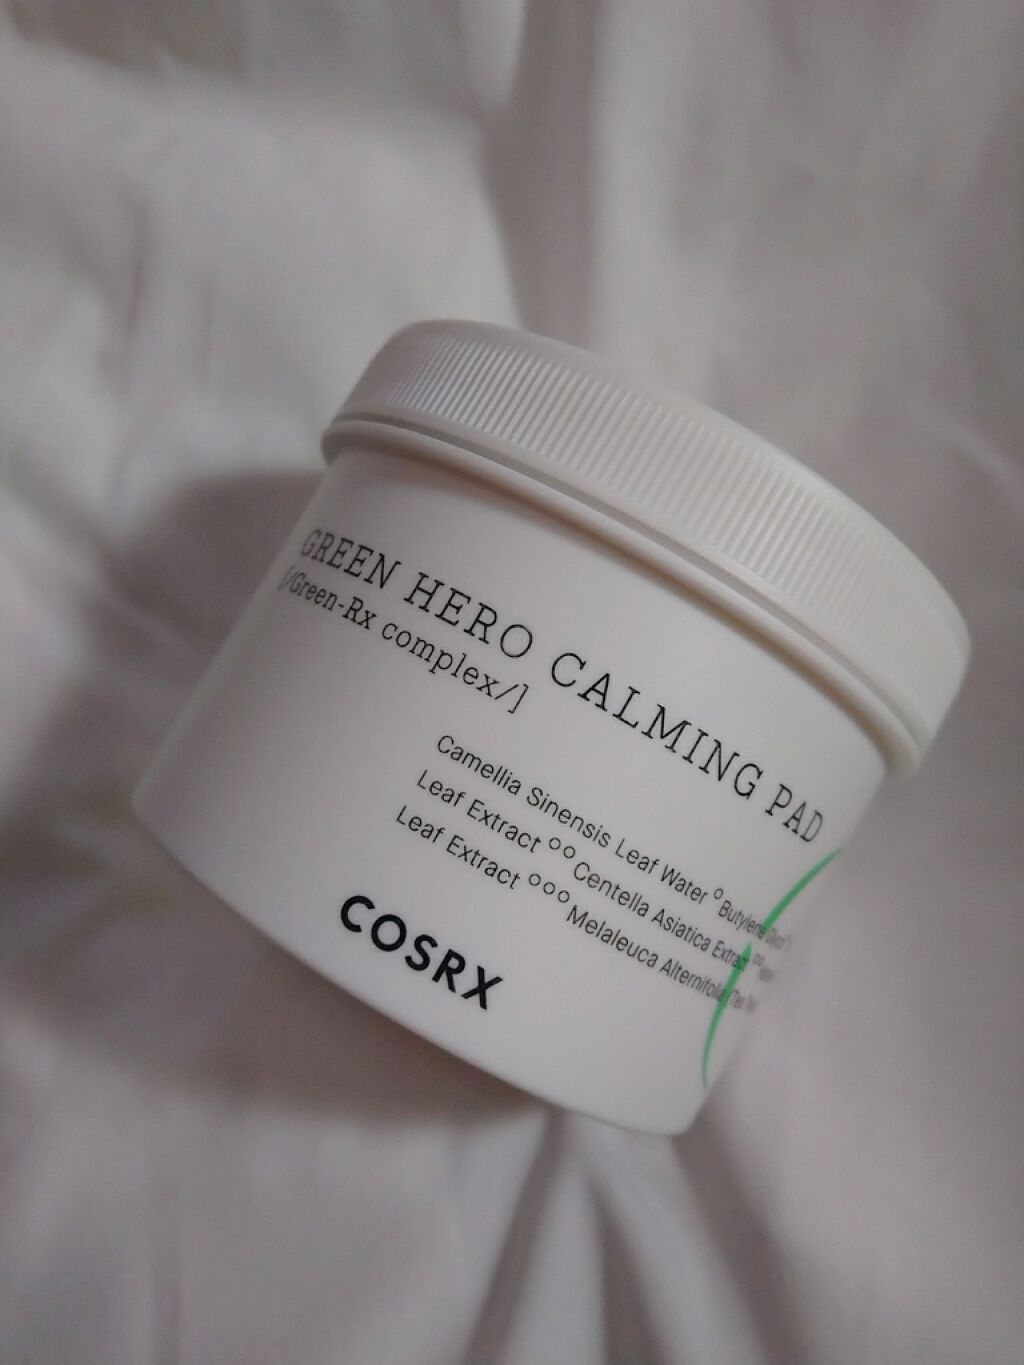 GREEN HERO CALMING PAD
[/Green-Rx complex/]
Camellia Sinensis Leaf Water °Butylene
Leaf Extract °° Centella Asiatica Extract °°
Leaf Extract °°° Melaleuca Alternifolia (Tea
COSRX